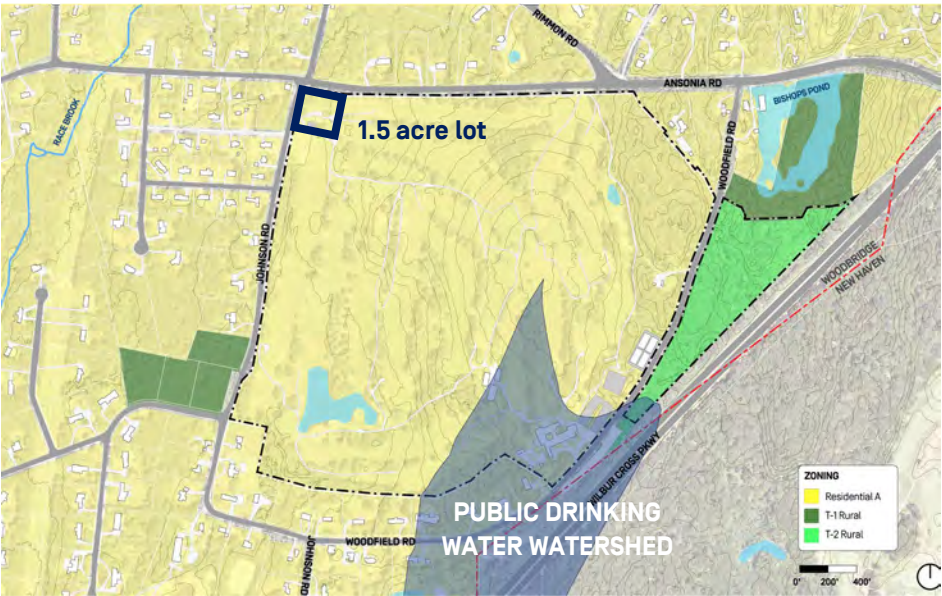 RIMMON RD
ANSONIA RD
BISHOPS POND
RACE BROOK
1.5 acre lot
WOODFIELD RD
JOHNSON RD
WOODBRIDGE
NEW HAVEN
WILBUR CROSS PKWY
PUBLIC DRINKING
WATER WATERSHED
WOODFIELD RD
JOHNSON RD
ZONING
Residential A
T-1 Rural
T-2 Rural
0' 200' 400'